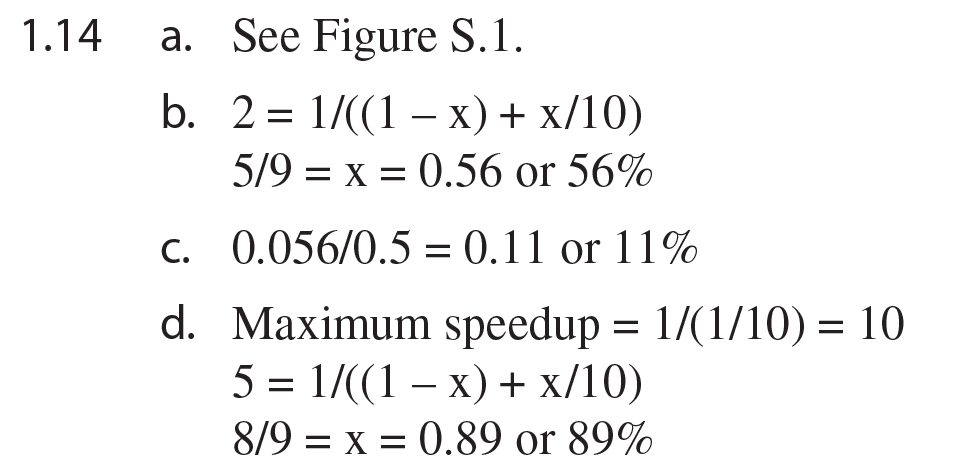 1.14 a. See Figure S.1.
b. 2 = 1/((1 – x) + x/10)
5/9 = x = 0.56 or 56%
c. 0.056/0.5 = 0.11 or 11%
d. Maximum speedup = 1/(1/10) = 10
5 = 1/((1 – x) + x/10)
8/9 = x = 0.89 or 89%